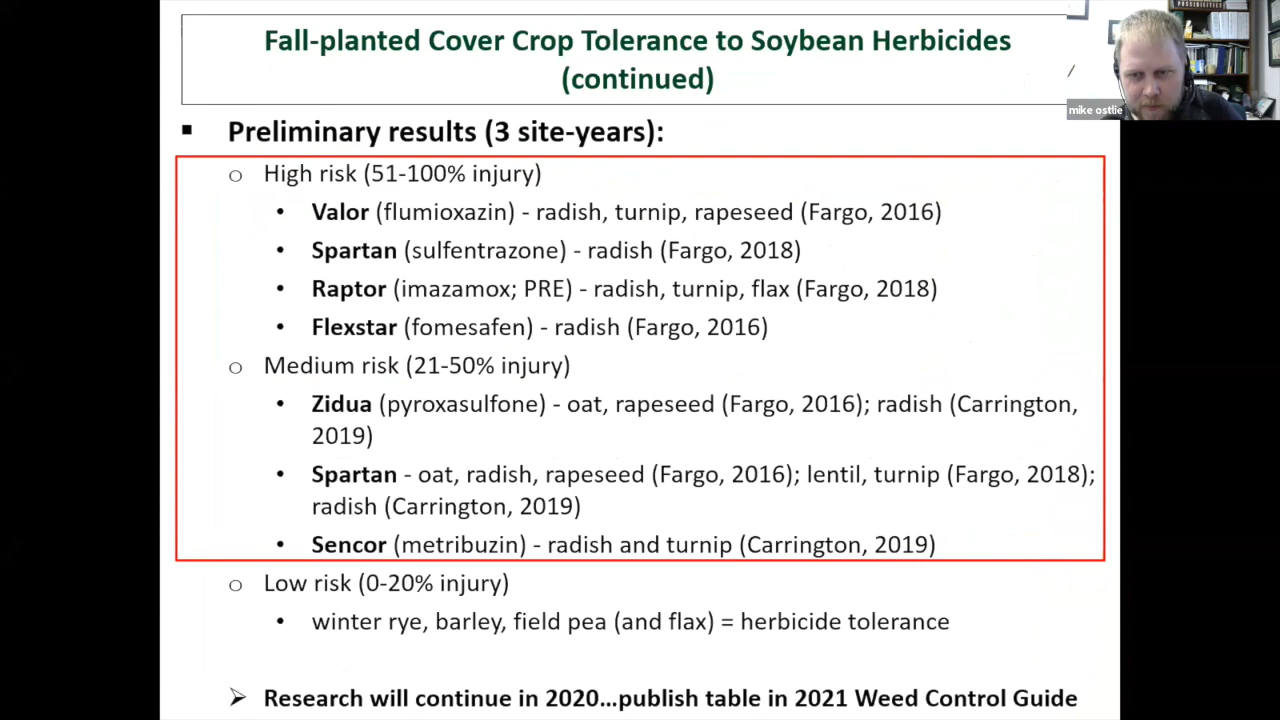 Fall-planted Cover Crop Tolerance to Soybean Herbicides
(continued)
mike ostlie
▪ Preliminary results (3 site-years):
o High risk (51-100% injury)
• Valor (flumioxazin) - radish, turnip, rapeseed (Fargo, 2016)
• Spartan (sulfentrazone) - radish (Fargo, 2018)
• Raptor (imazamox; PRE) - radish, turnip, flax (Fargo, 2018)
• Flexstar (fomesafen) - radish (Fargo, 2016)
o Medium risk (21-50% injury)
• Zidua (pyroxasulfone) - oat, rapeseed (Fargo, 2016); radish (Carrington,
2019)
• Spartan - oat, radish, rapeseed (Fargo, 2016); lentil, turnip (Fargo, 2018);
radish (Carrington, 2019)
• Sencor (metribuzin) - radish and turnip (Carrington, 2019)
o Low risk (0-20% injury)
• winter rye, barley, field pea (and flax) = herbicide tolerance
➢ Research will continue in 2020…publish table in 2021 Weed Control Guide